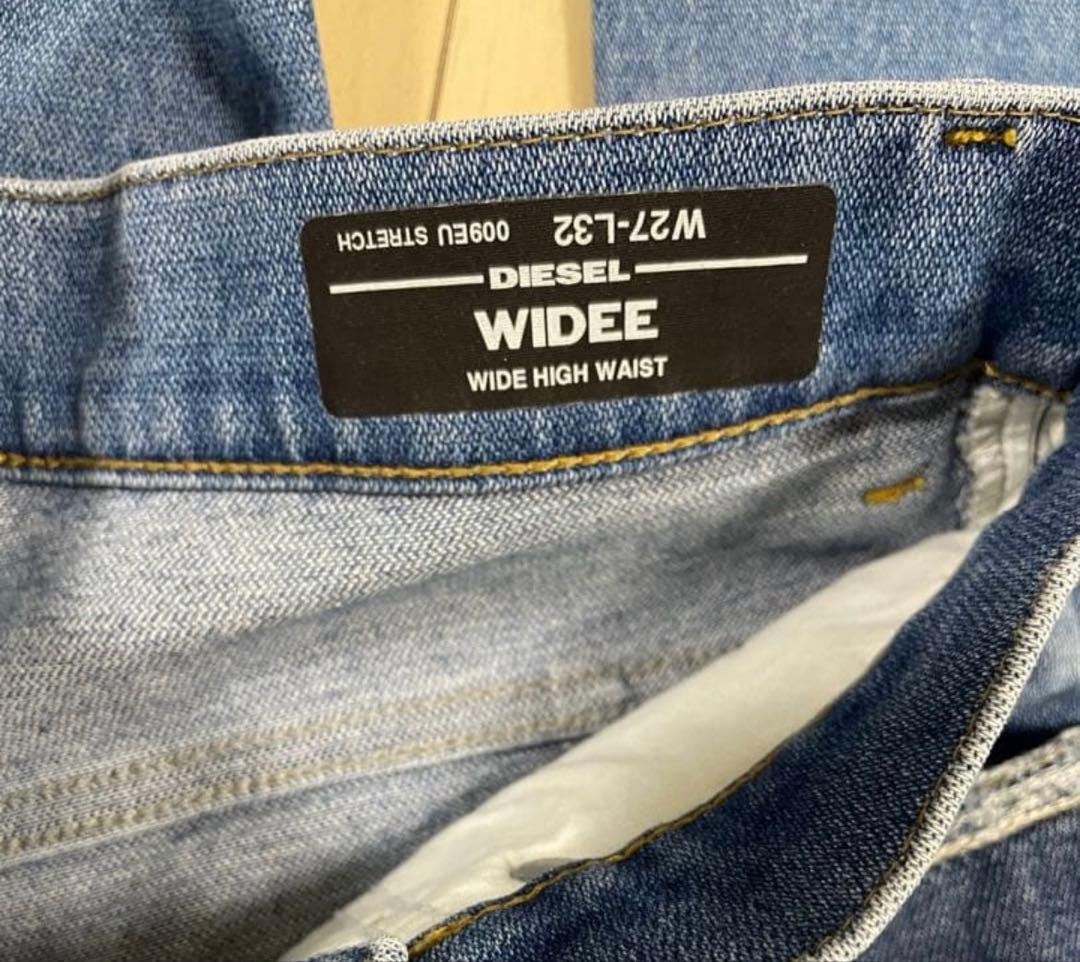 009EU STRETCH W27-L32
DIESEL
WIDEE
WIDE HIGH WAIST